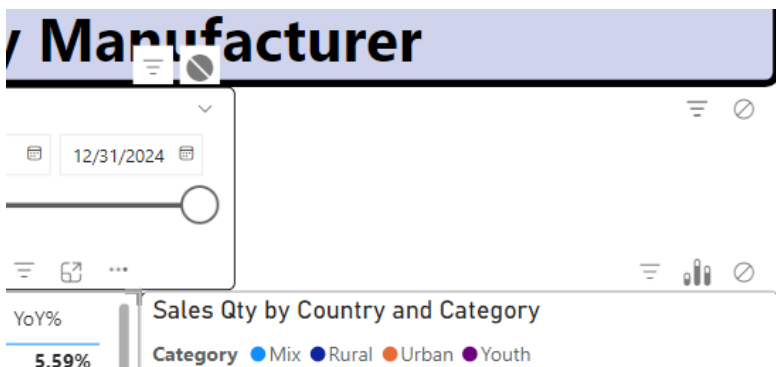 y Manufacturer
12/31/2024
YoY%
5.59%
Sales Qty by Country and Category
Category Mix Rural Urban Youth